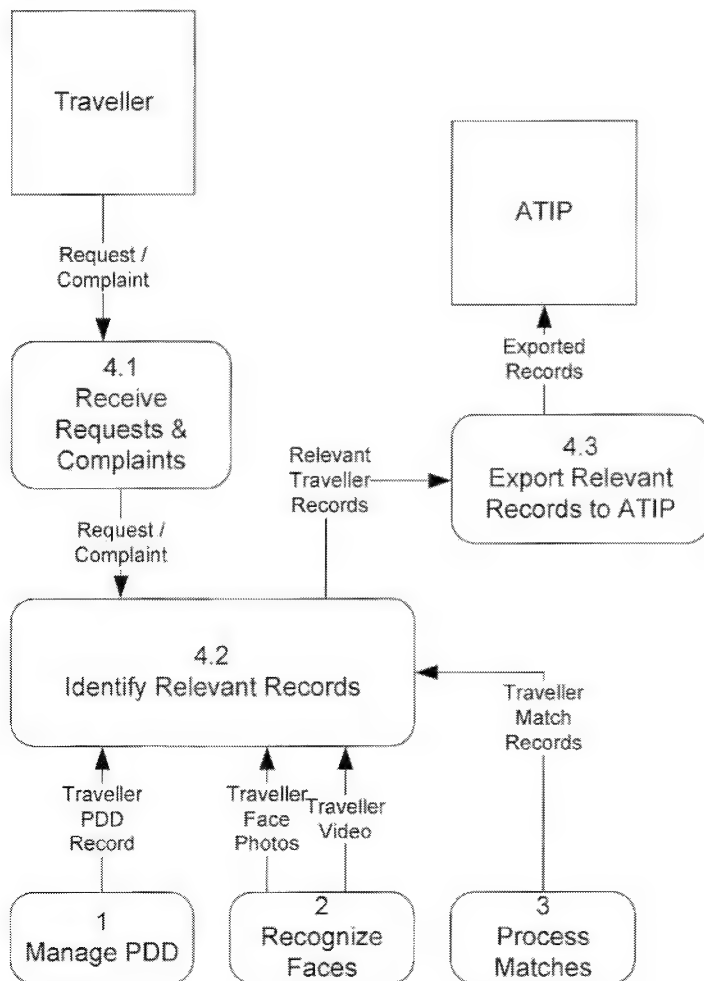 Traveller
ATIP
Request /
Complaint
Exported
Records
4.1
Receive
Requests &
Complaints
4.3
Export Relevant
Records to ATIP
Relevant
Traveller
Records
Request /
Complaint
4.2
Identify Relevant Records
Traveller
Match
Records
Traveller
PDD
Record
Traveller
Face
Photos
Traveller
Video
1
Manage PDD
2
Recognize
Faces
3
Process
Matches